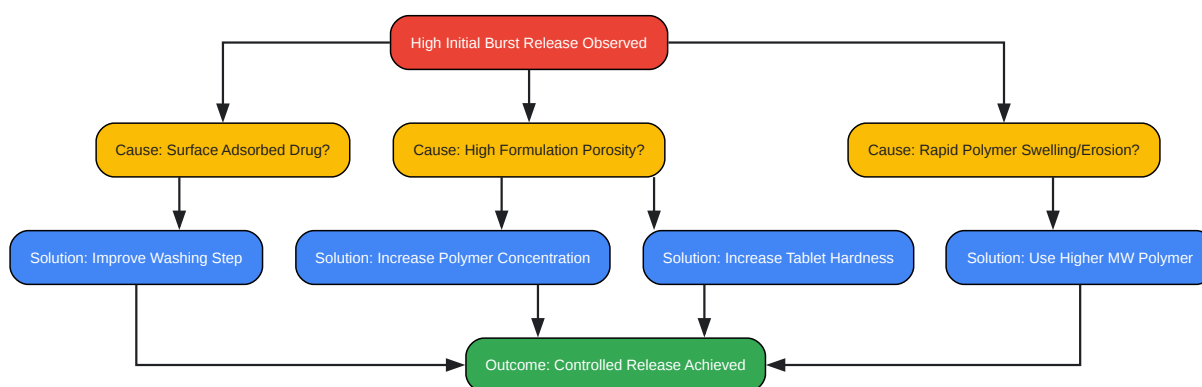 High Initial Burst Release Observed
Cause: Surface Adsorbed Drug?
Cause: High Formulation Porosity?
Cause: Rapid Polymer Swelling/Erosion?
Solution: Improve Washing Step
Solution: Increase Polymer Concentration
Solution: Increase Tablet Hardness
Solution: Use Higher MW Polymer
Outcome: Controlled Release Achieved